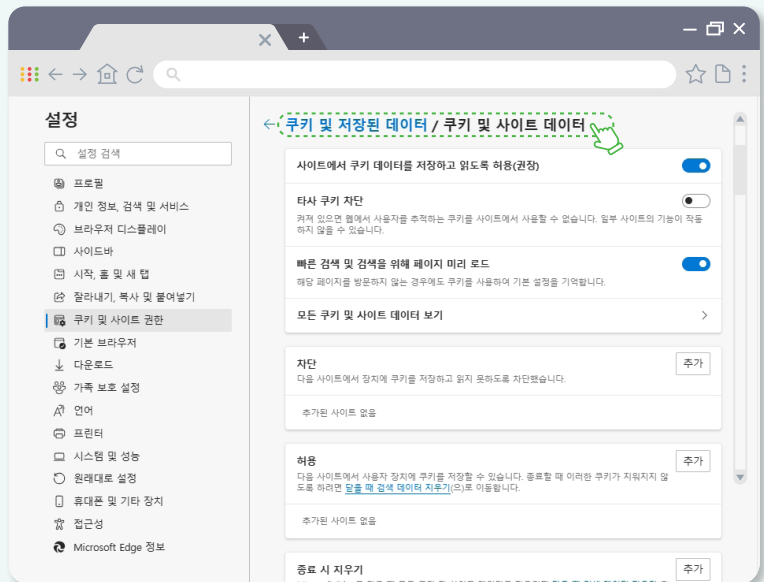 설정
설정 검색
프로필
개인 정보, 검색 및 서비스
브라우저 디스플레이
사이드바
시작, 홈 및 새 탭
잘라내기, 복사 및 붙여넣기
쿠키 및 사이트 권한
기본 브라우저
다운로드
가족 보호 설정
언어
프린터
시스템 및 성능
원래대로 설정
휴대폰 및 기타 장치
접근성
Microsoft Edge 정보
쿠키 및 저장된 데이터 / 쿠키 및 사이트 데이터
사이트에서 쿠키 데이터를 저장하고 읽도록 허용(권장)
타사 쿠키 차단
켜져 있으면 웹에서 사용자를 추적하는 쿠키를 사이트에서 사용할 수 없습니다. 일부 사이트의 기능이 작동
하지 않을 수 있습니다.
빠른 검색 및 검색을 위해 페이지 미리 로드
해당 페이지를 방문하지 않는 경우에도 쿠키를 사용하여 기본 설정을 기억합니다.
모든 쿠키 및 사이트 데이터 보기
차단
추가
다음 사이트에서 장치에 쿠키를 저장하고 읽지 못하도록 차단했습니다.
추가된 사이트 없음
허용
추가
다음 사이트에서 사용자 장치에 쿠키를 저장할 수 있습니다. 종료할 때 이러한 쿠키가 지워지지 않
도록 하려면 닫을 때 검색 데이터 지우기(으)로 이동합니다.
추가된 사이트 없음
종료 시 지우기
추가